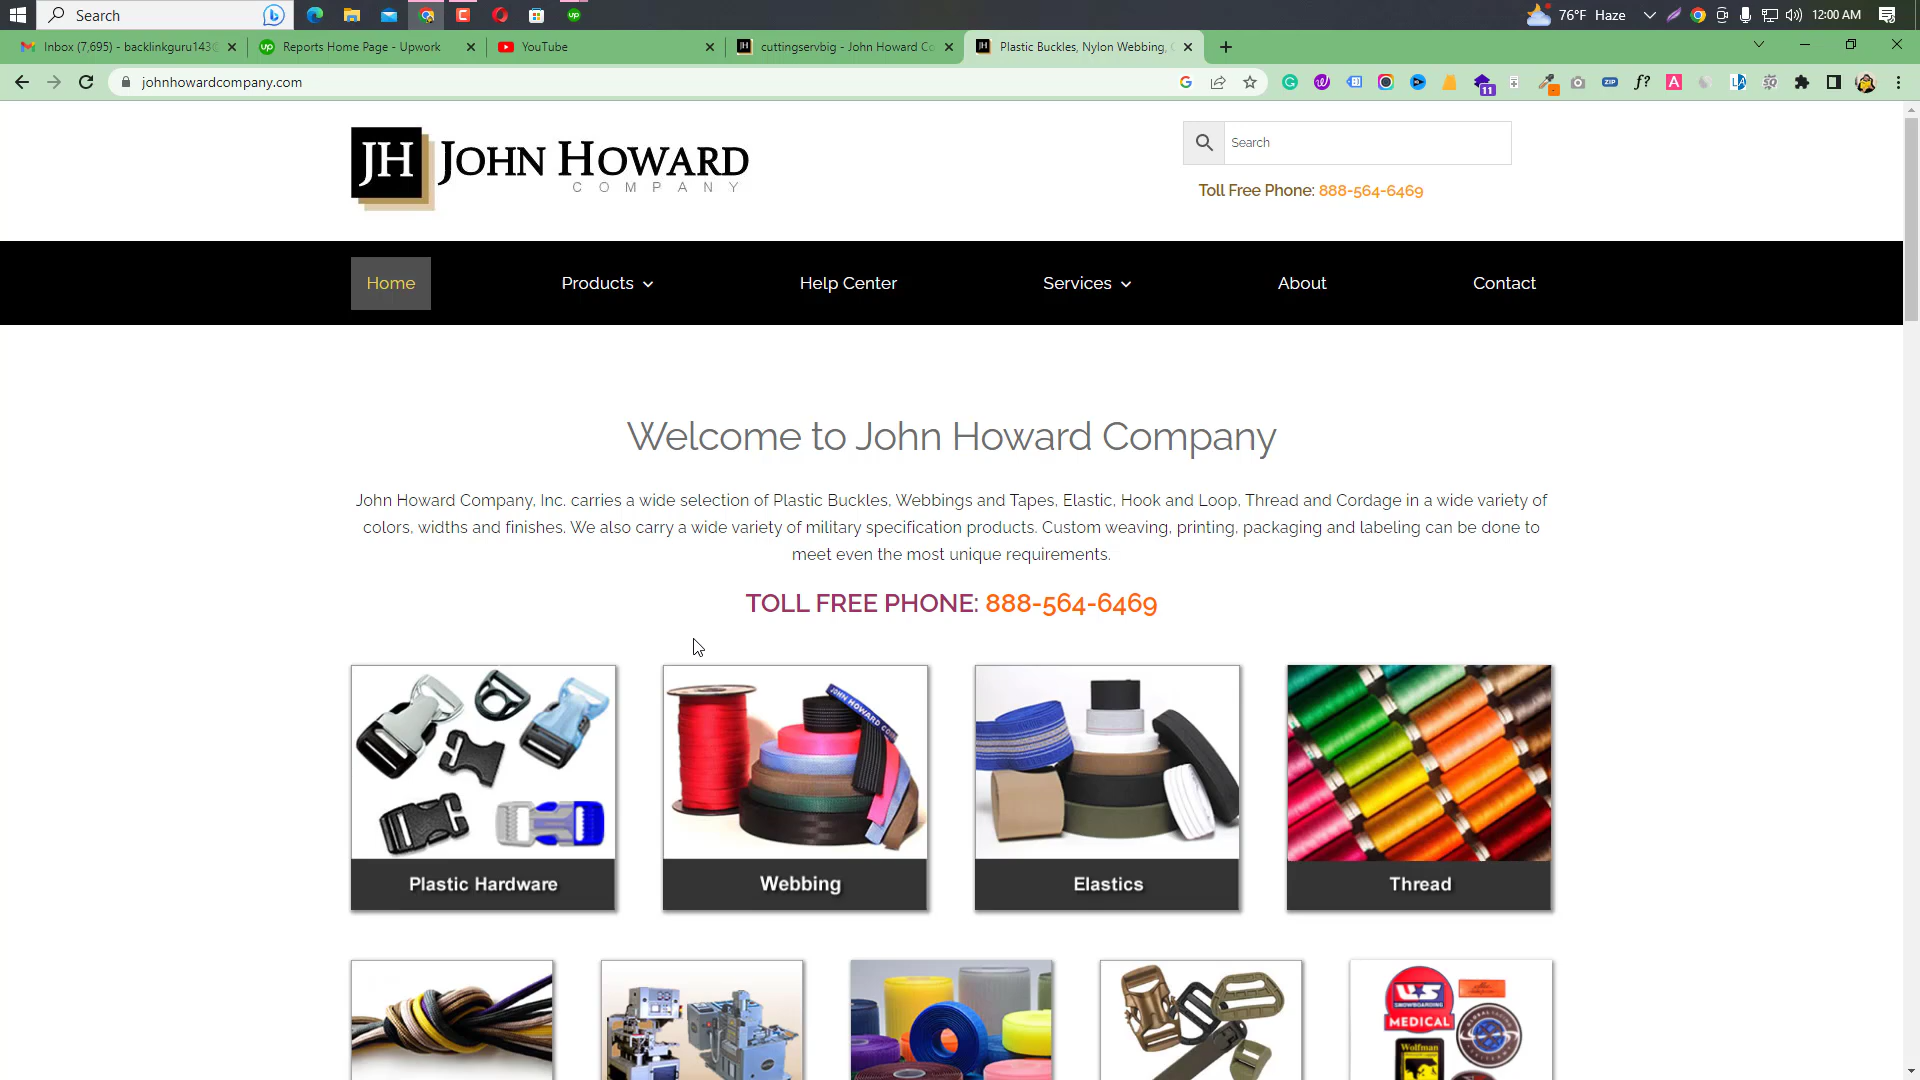 Search
76°F Haze
12:00 AM
Inbox (7,695) - backlinkguru143
Reports Home Page - Upwork
YouTube
cuttingservbig - John Howard Co
Plastic Buckles, Nylon Webbing,
johnhowardcompany.com
11
JH JOHN HOWARD
COMPANY
Search
Toll Free Phone: 888-564-6469
Home
Products
Help Center
Services
About
Contact
Welcome to John Howard Company
John Howard Company, Inc. carries a wide selection of Plastic Buckles, Webbings and Tapes, Elastic, Hook and Loop, Thread and Cordage in a wide variety of
colors, widths and finishes. We also carry a wide variety of military specification products. Custom weaving, printing, packaging and labeling can be done to
meet even the most unique requirements.
TOLL FREE PHONE: 888-564-6469
Plastic Hardware
Webbing
Elastics
Thread
SNOWBOARDING
MEDICAL
Wolfman